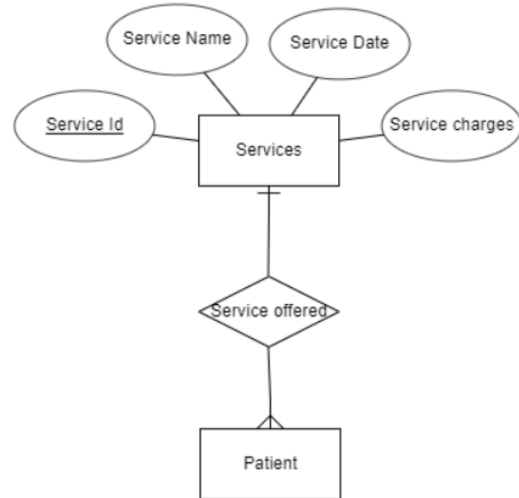 Service Name
Service Date
Service Id
Service charges
Services
Service offered
Patient